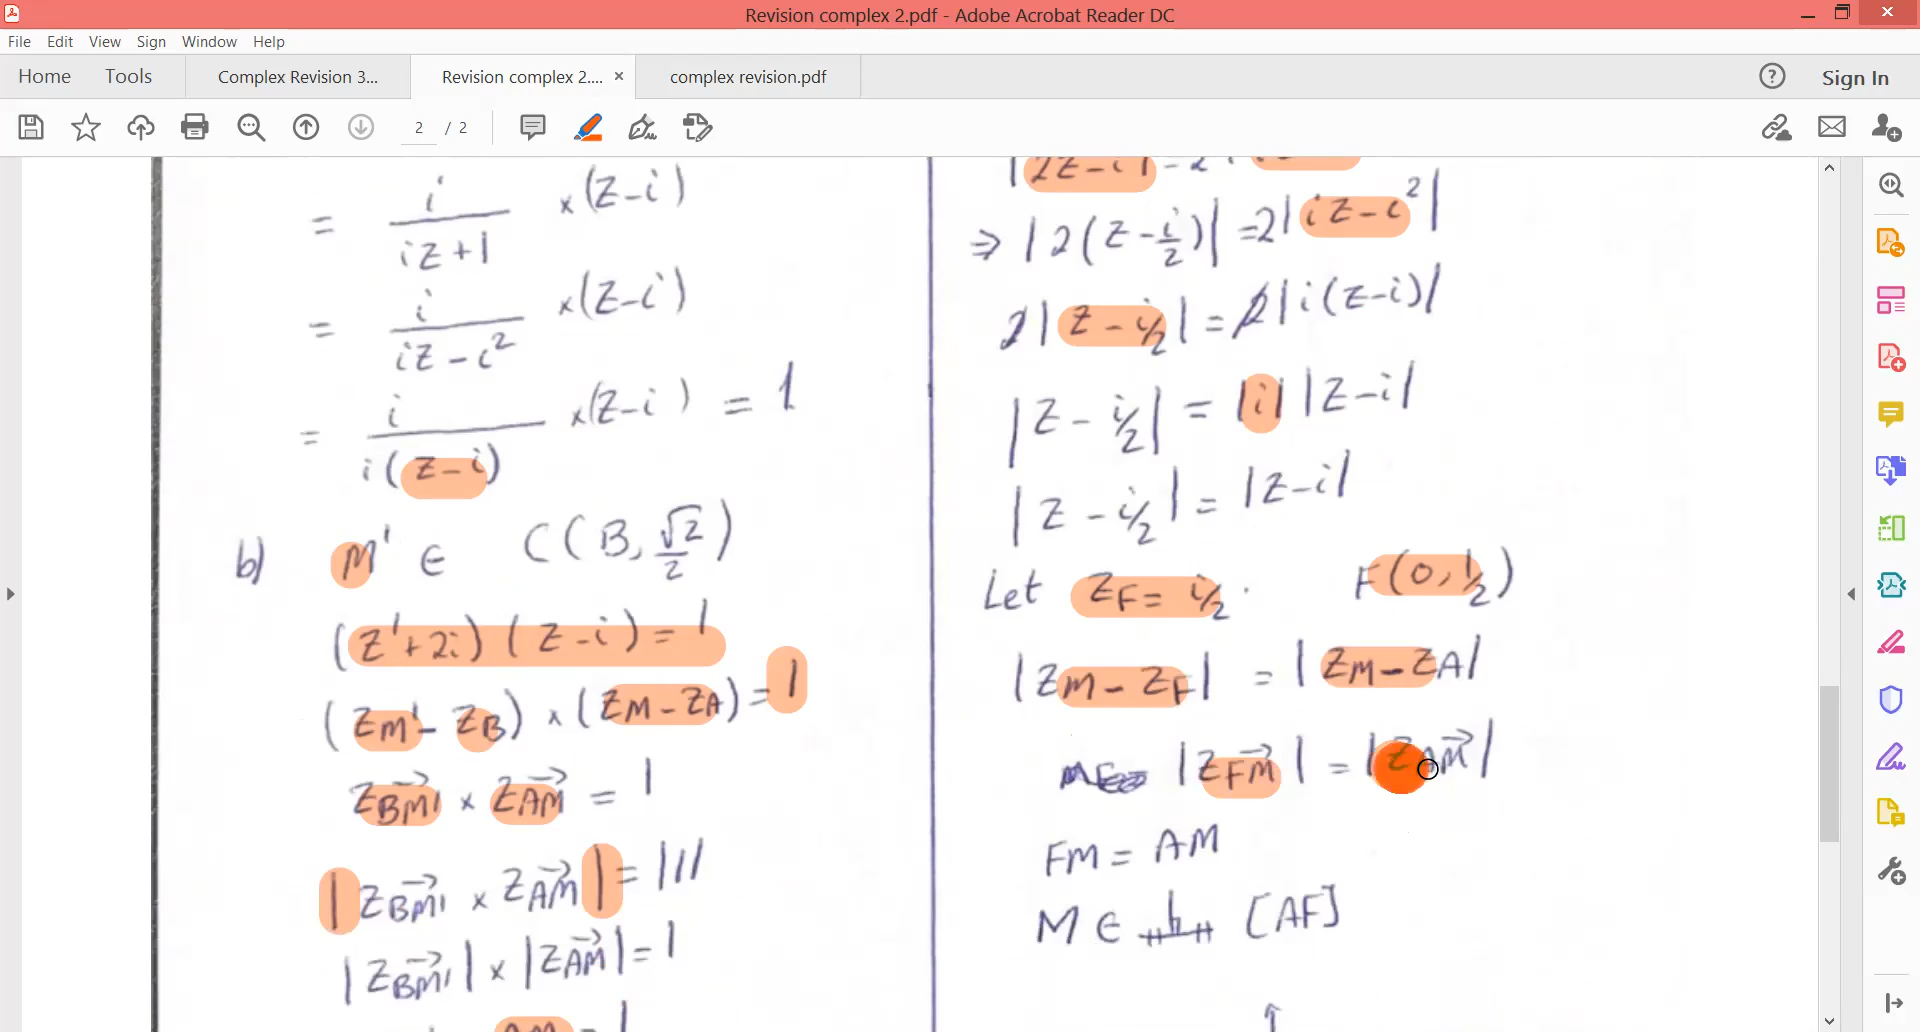 Revision complex 2.pdf - Adobe Acrobat Reader DC
File Edit View Sign Window Help
Home Tools Complex Revision 3... Revision complex 2.... × complex revision.pdf Sign In
2 / 2
= i / (iZ+1) × (Z-i)
= i / (iZ-i²) × (Z-i)
= i / (i(Z-i)) × (Z-i) = 1
b) M' ∈ C(B, √2/2)
(Z'+2i)(Z-i)=1
(ZM'-ZB) × (ZM-ZA)=1
ZBM' × ZAM = 1
|ZBM' × ZAM| = |1|
|ZBM'| × |ZAM| = 1
AM = 1
|2Z-i| = 2
⇒ |2(Z-i/2)| = 2|iZ-i²|
2|Z-i/2| = 2|i(Z-i)|
|Z-i/2| = |i||Z-i|
|Z-i/2| = |Z-i|
Let ZF = i/2. F(0, 1/2)
|ZM-ZF| = |ZM-ZA|
|ZFM| = |ZAM|
FM = AM
M ∈ [AF]